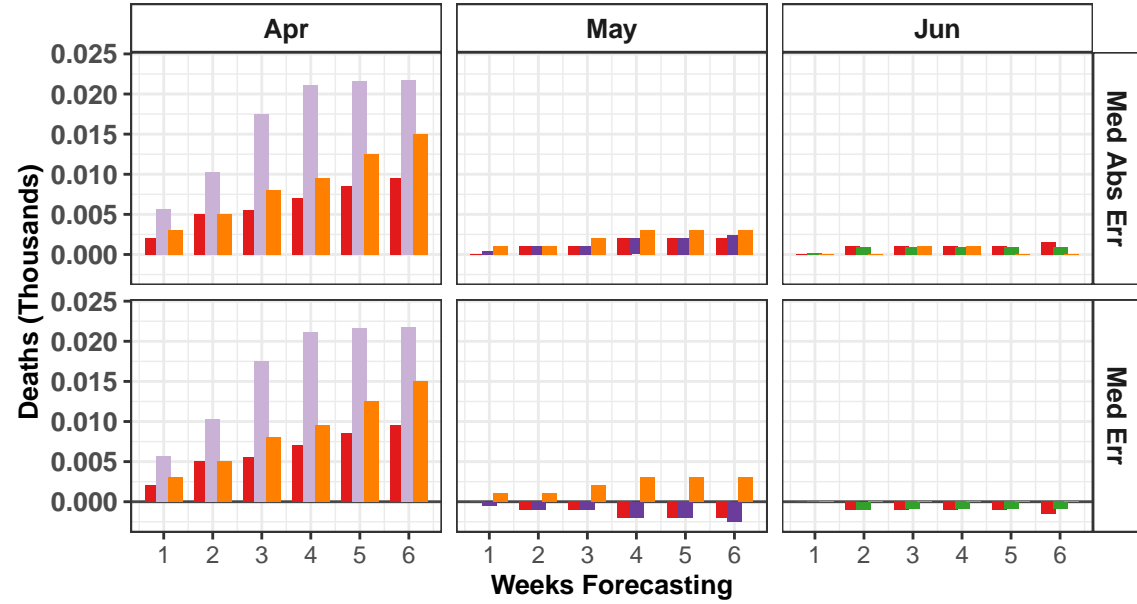 Apr May Jun
0.025
0.020
0.015
0.010
0.005
0.000
Med Abs Err
0.025
0.020
0.015
0.010
0.005
0.000
Med Err
Deaths (Thousands)
1 2 3 4 5 6 1 2 3 4 5 6 1 2 3 4 5 6
Weeks Forecasting